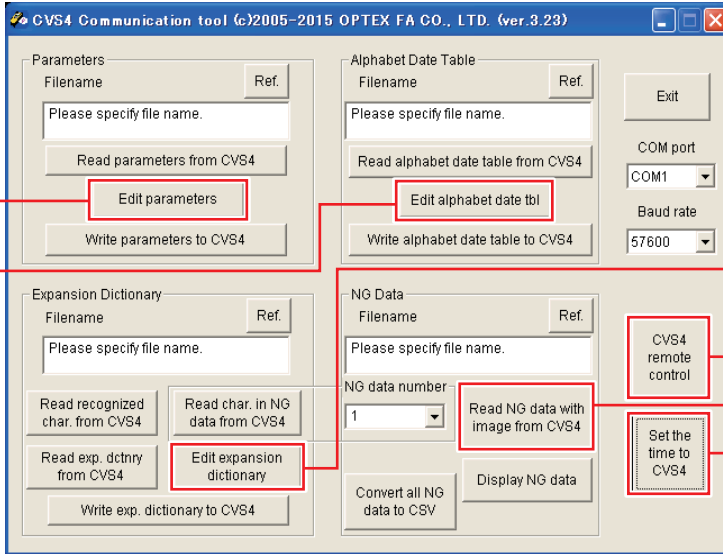 CVS4 Communication tool (c)2005-2015 OPTEX FA CO., LTD. (ver.3.23)
Parameters
Filename
Ref.
Please specify file name.
Read parameters from CVS4
Edit parameters
Write parameters to CVS4
Alphabet Date Table
Filename
Ref.
Please specify file name.
Read alphabet date table from CVS4
Edit alphabet date tbl
Write alphabet date table to CVS4
Exit
COM port
COM1
Baud rate
57600
Expansion Dictionary
Filename
Ref.
Please specify file name.
Read recognized
char. from CVS4
Read char. in NG
data from CVS4
Read exp. dctnry
from CVS4
Edit expansion
dictionary
Write exp. dictionary to CVS4
NG Data
Filename
Ref.
Please specify file name.
NG data number
1
Read NG data with
image from CVS4
Convert all NG
data to CSV
Display NG data
CVS4
remote
control
Set the
time to
CVS4